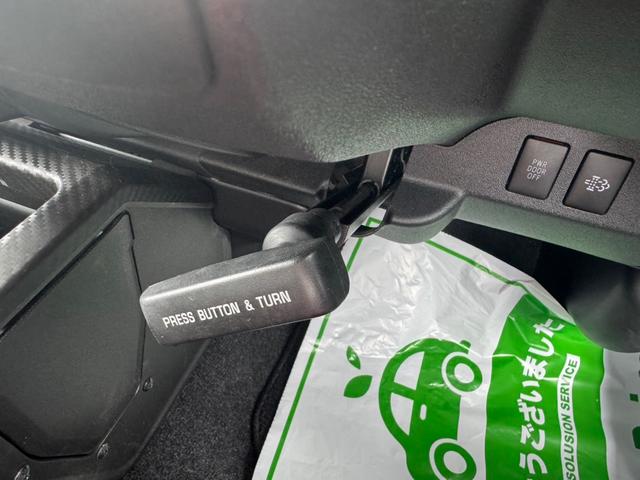 PWR
DOOR
OFF
PRESS BUTTON & TURN
うございました
SOLUSION SERVICE